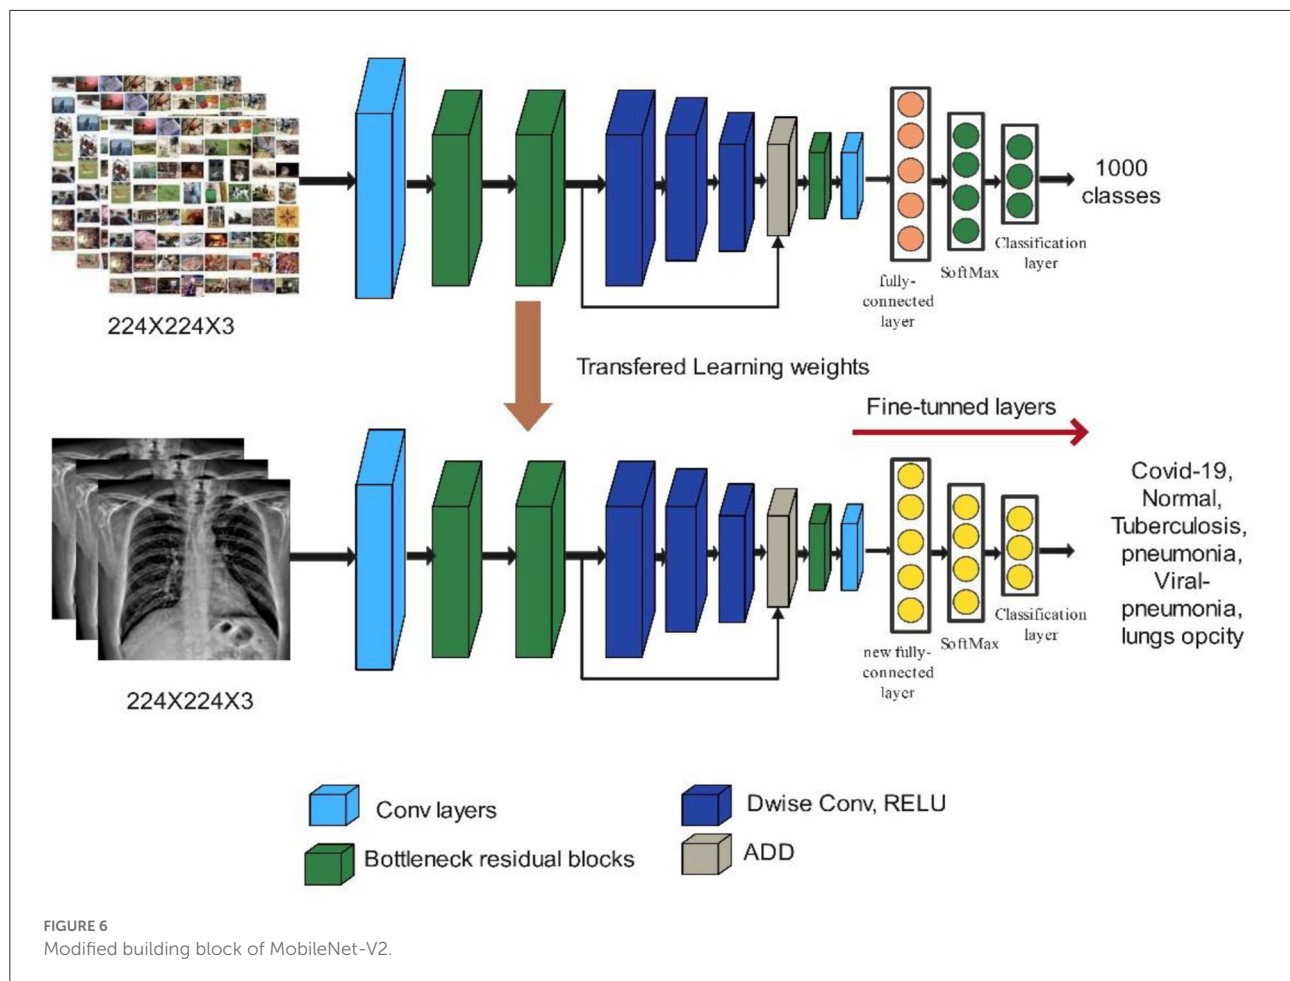 224X224X3
fully-
connected
layer
SoftMax
Classification
layer
1000
classes
Transfered Learning weights
Fine-tunned layers
224X224X3
new fully-
connected
layer
SoftMax
Classification
layer
Covid-19,
Normal,
Tuberculosis,
pneumonia,
Viral-
pneumonia,
lungs opcity
Conv layers
Dwise Conv, RELU
Bottleneck residual blocks
ADD
FIGURE 6
Modified building block of MobileNet-V2.